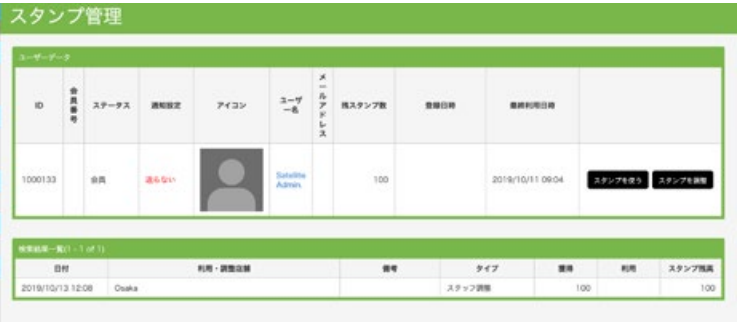 スタンプ管理
ユーザーデータ
ID 会員番号 ステータス 通知設定 アイコン ユーザー名 メールアドレス 残スタンプ数 登録日時 最終利用日時
1000133 会員 送らない Satelite Admin. 100 2019/10/11 09:04 スタンプを使う スタンプを調整
検索結果一覧(1 - 1 of 1)
日付 利用・調整店舗 備考 タイプ 獲得 利用 スタンプ残高
2019/10/13 12:08 Osaka スタッフ調整 100 100